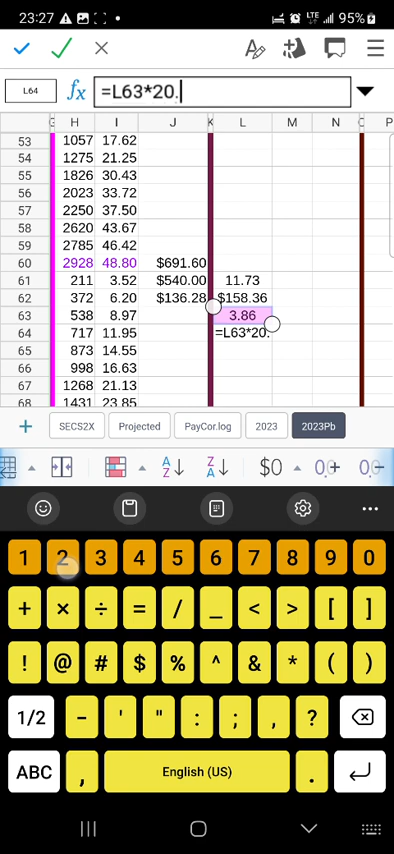 23:27 LTE 95%
L64 fx =L63*20.
G H I J K L M N O P
53 1057 17.62
54 1275 21.25
55 1826 30.43
56 2023 33.72
57 2250 37.50
58 2620 43.67
59 2785 46.42
60 2928 48.80 $691.60
61 211 3.52 $540.00 11.73
62 372 6.20 $136.28 $158.36
63 538 8.97 3.86
64 717 11.95 =L63*20.
65 873 14.55
66 998 16.63
67 1268 21.13
68 1431 23.85
+ SECS2X Projected PayCor.log 2023 2023Pb
A Z Z A $0 0+ 0-
1 2 3 4 5 6 7 8 9 0
+ × ÷ = / _ < > [ ]
! @ # $ % ^ & * ( )
1/2 - ' " : ; , ?
ABC , English (US) .